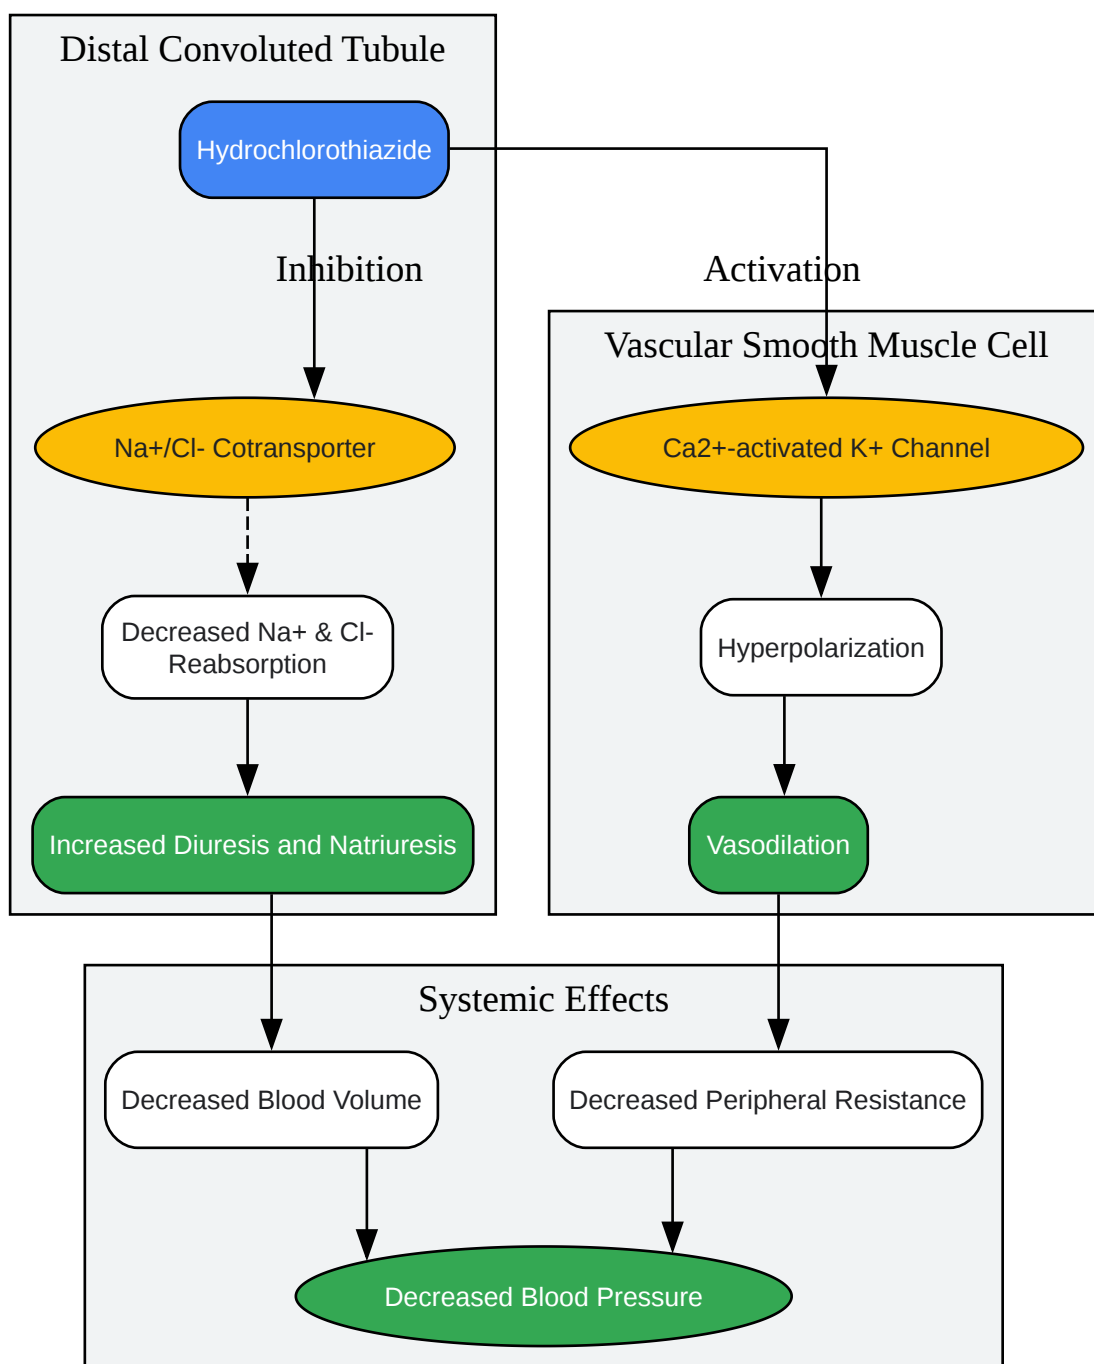 Distal Convoluted Tubule
Hydrochlorothiazide
Inhibition
Activation
Vascular Smooth Muscle Cell
Na+/Cl- Cotransporter
Ca2+-activated K+ Channel
Decreased Na+ & Cl-
Reabsorption
Hyperpolarization
Increased Diuresis and Natriuresis
Vasodilation
Systemic Effects
Decreased Blood Volume
Decreased Peripheral Resistance
Decreased Blood Pressure